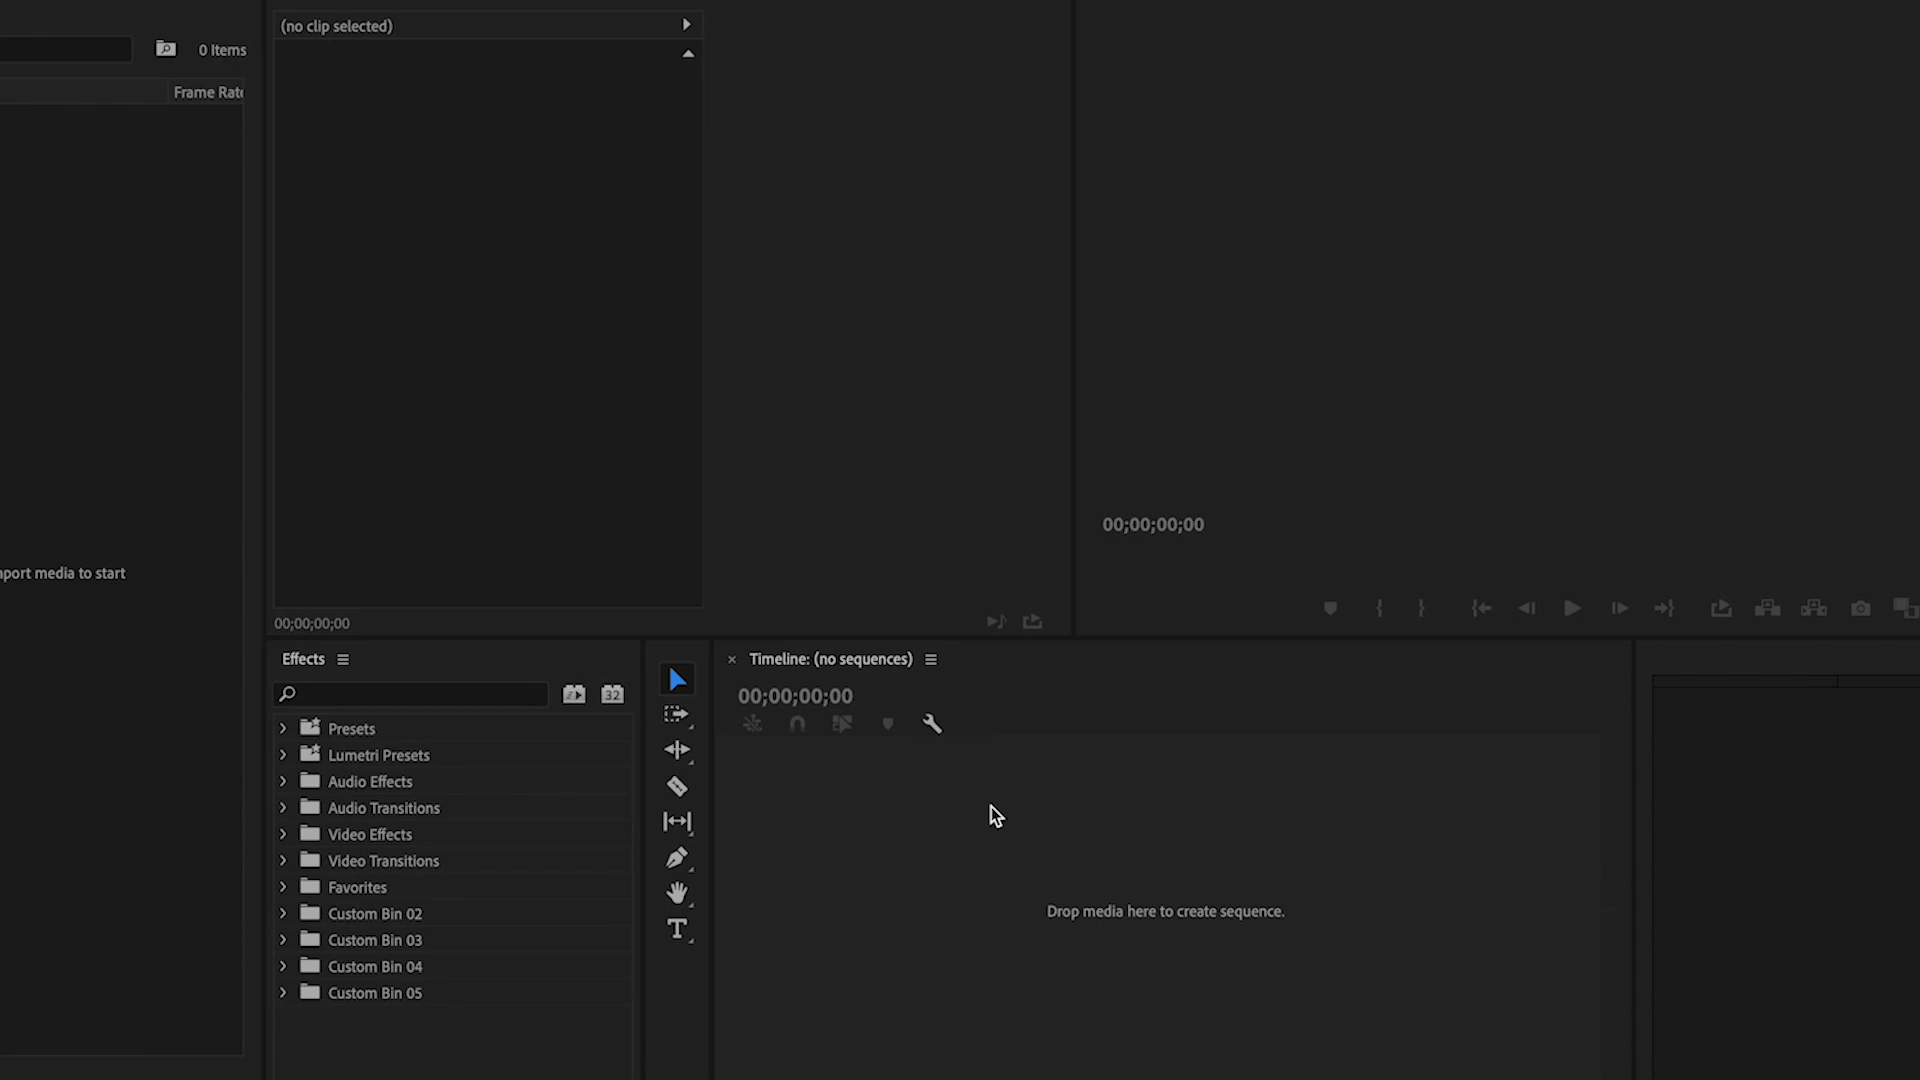 (no clip selected)
0 Items
Frame Rate
port media to start
00;00;00;00
00;00;00;00
Effects
32
Presets
Lumetri Presets
Audio Effects
Audio Transitions
Video Effects
Video Transitions
Favorites
Custom Bin 02
Custom Bin 03
Custom Bin 04
Custom Bin 05
× Timeline: (no sequences)
00;00;00;00
Drop media here to create sequence.